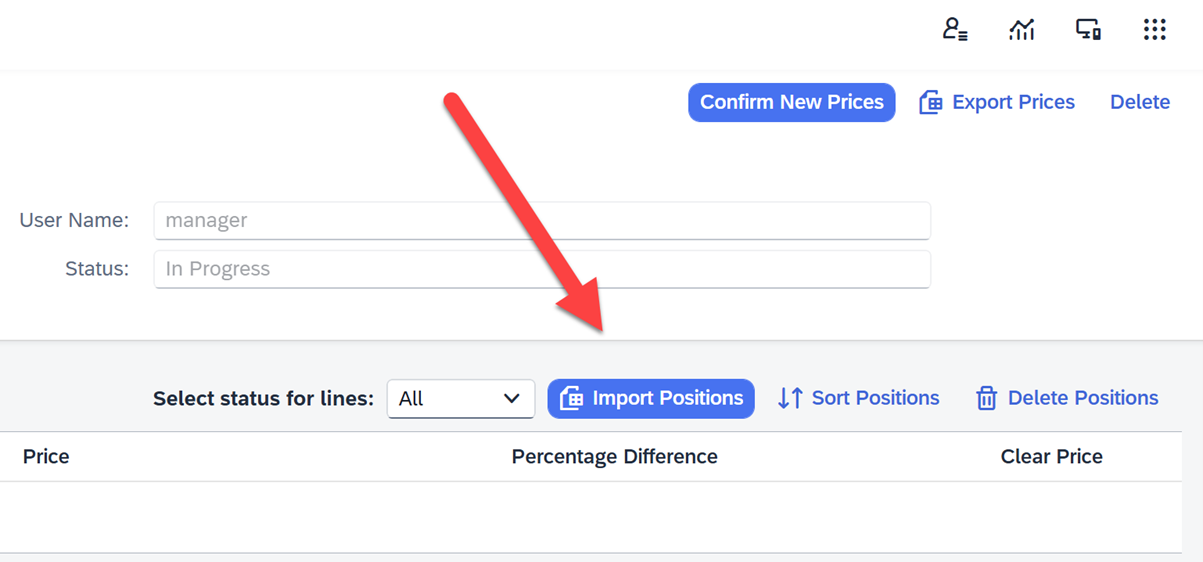 Confirm New Prices Export Prices Delete
User Name: manager
Status: In Progress
Select status for lines: All Import Positions Sort Positions Delete Positions
Price Percentage Difference Clear Price